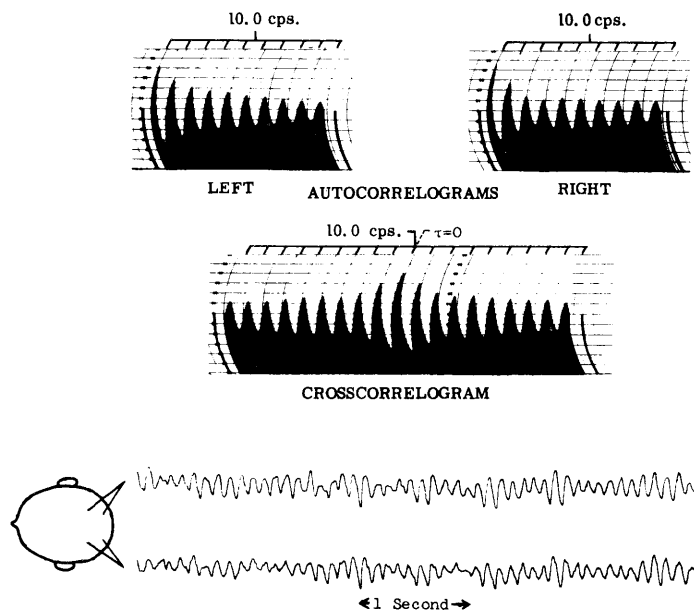 10.0 cps.
10.0 cps.
LEFT
AUTOCORRELOGRAMS
RIGHT
10.0 cps.
τ=0
CROSSCORRELOGRAM
1 Second